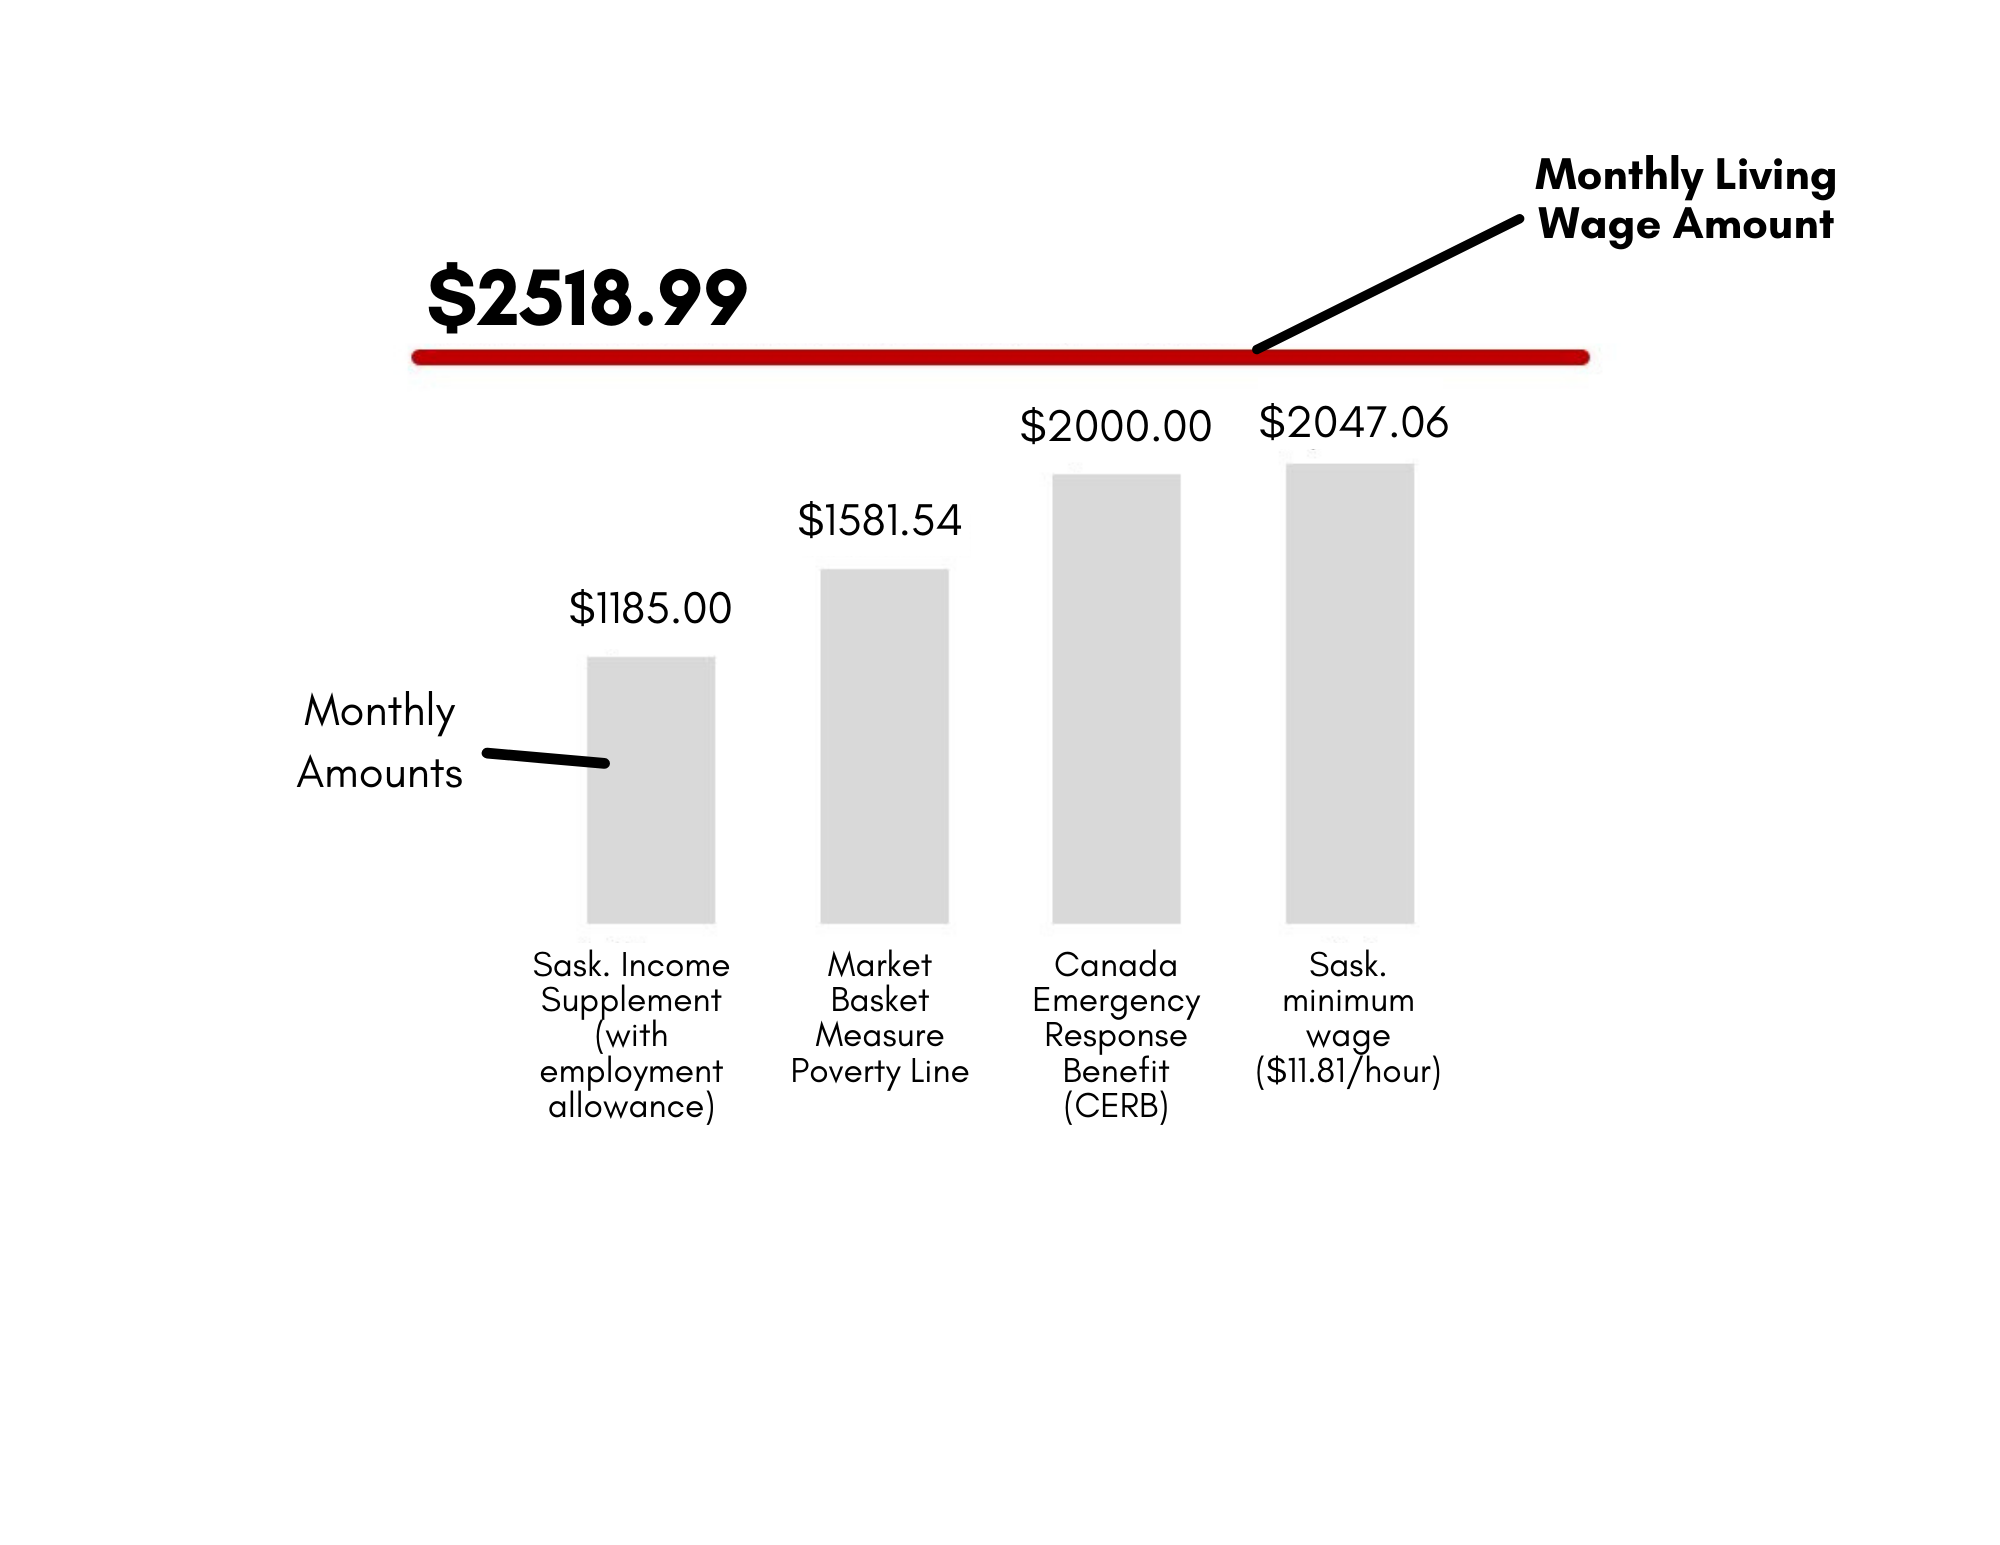 Monthly Living
Wage Amount
$2518.99
$2000.00
$2047.06
$1581.54
$1185.00
Monthly
Amounts
Sask. Income
Supplement
(with
employment
allowance)
Market
Basket
Measure
Poverty Line
Canada
Emergency
Response
Benefit
(CERB)
Sask.
minimum
wage
($11.81/hour)